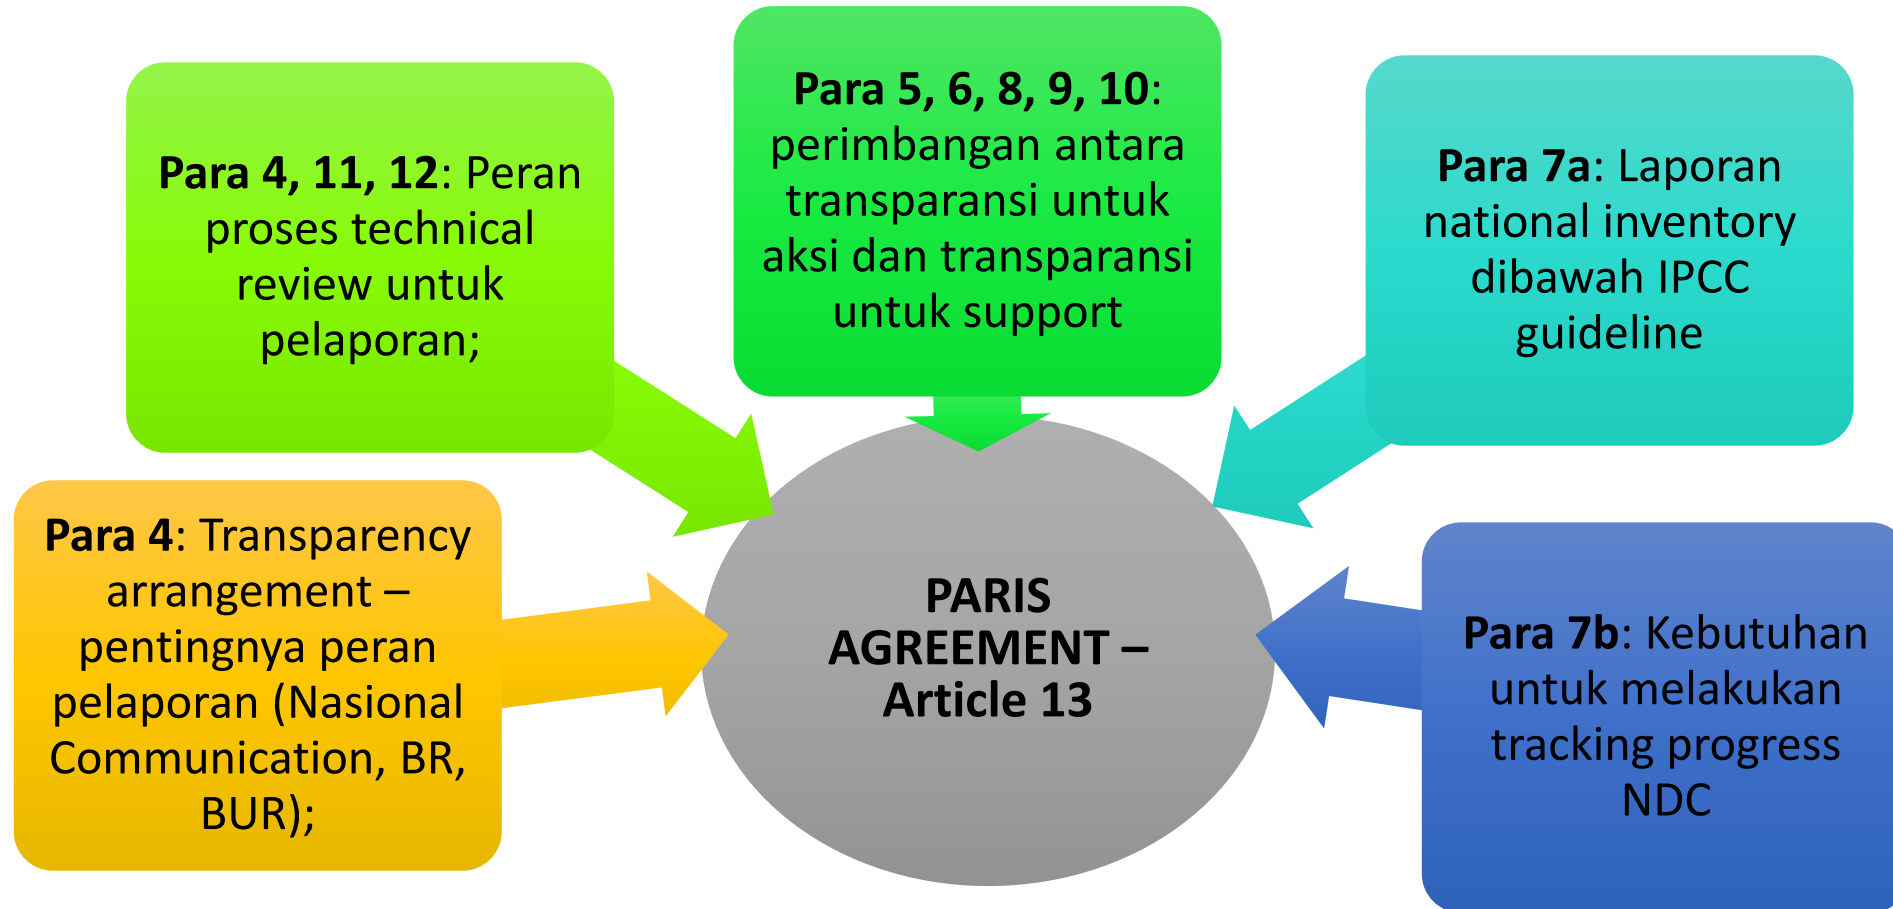 Para 4: Transparency
arrangement –
pentingnya peran
pelaporan (Nasional
Communication, BR,
BUR);
Para 4, 11, 12: Peran
proses technical
review untuk
pelaporan;
Para 5, 6, 8, 9, 10:
perimbangan antara
transparansi untuk
aksi dan transparansi
untuk support
Para 7a: Laporan
national inventory
dibawah IPCC
guideline
Para 7b: Kebutuhan
untuk melakukan
tracking progress
NDC
PARIS
AGREEMENT –
Article 13